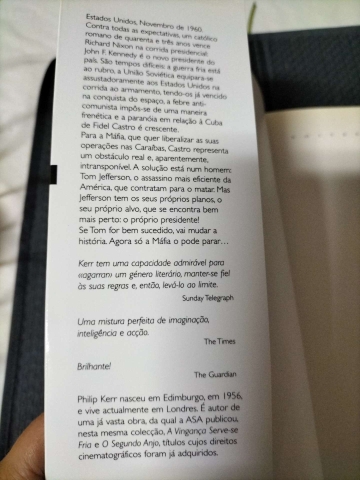 Estados Unidos, Novembro de 1960.
Contra todas as expectativas, um católico
romano de quarenta e três anos vence
Richard Nixon na corrida presidencial:
John F. Kennedy é o novo presidente do
país. São tempos difíceis: a guerra fria está
ao rubro, a União Soviética equipara-se
assustadoramente aos Estados Unidos na
corrida ao armamento, tendo-os já vencido
na conquista do espaço, a febre anti-
comunista impõs-se de uma maneira
frenética e a paranóia em relação à Cuba
de Fidel Castro é crescente.
Para a Máfia, que quer liberalizar as suas
operações nas Caraíbas, Castro representa
um obstáculo real e, aparentemente,
intransponível. A solução está num homem:
Tom Jefferson, o assassino mais eficiente da
América, que contratam para o matar. Mas
Jefferson tem os seus próprios planos, o
seu próprio alvo, que se encontra bem
mais perto: o próprio presidente!
Se Tom for bem sucedido, vai mudar a
história. Agora só a Máfia o pode parar...
Kerr tem uma capacidade admirável para
«agarrar» um género literário, manter-se fiel
às suas regras e, então, levá-lo ao limite.
Sunday Telegraph
Uma mistura perfeita de imaginação,
inteligência e acção.
The Times
Brilhante!
The Guardian
Philip Kerr nasceu em Edimburgo, em 1956,
e vive actualmente em Londres. É autor de
uma já vasta obra, da qual a ASA publicou,
nesta mesma colecção, A Vingança Serve-se
Fria e O Segundo Anjo, títulos cujos direitos
cinematográficos foram já adquiridos.